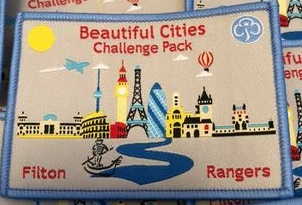 Beautiful Cities
Challenge Pack
Filton Rangers